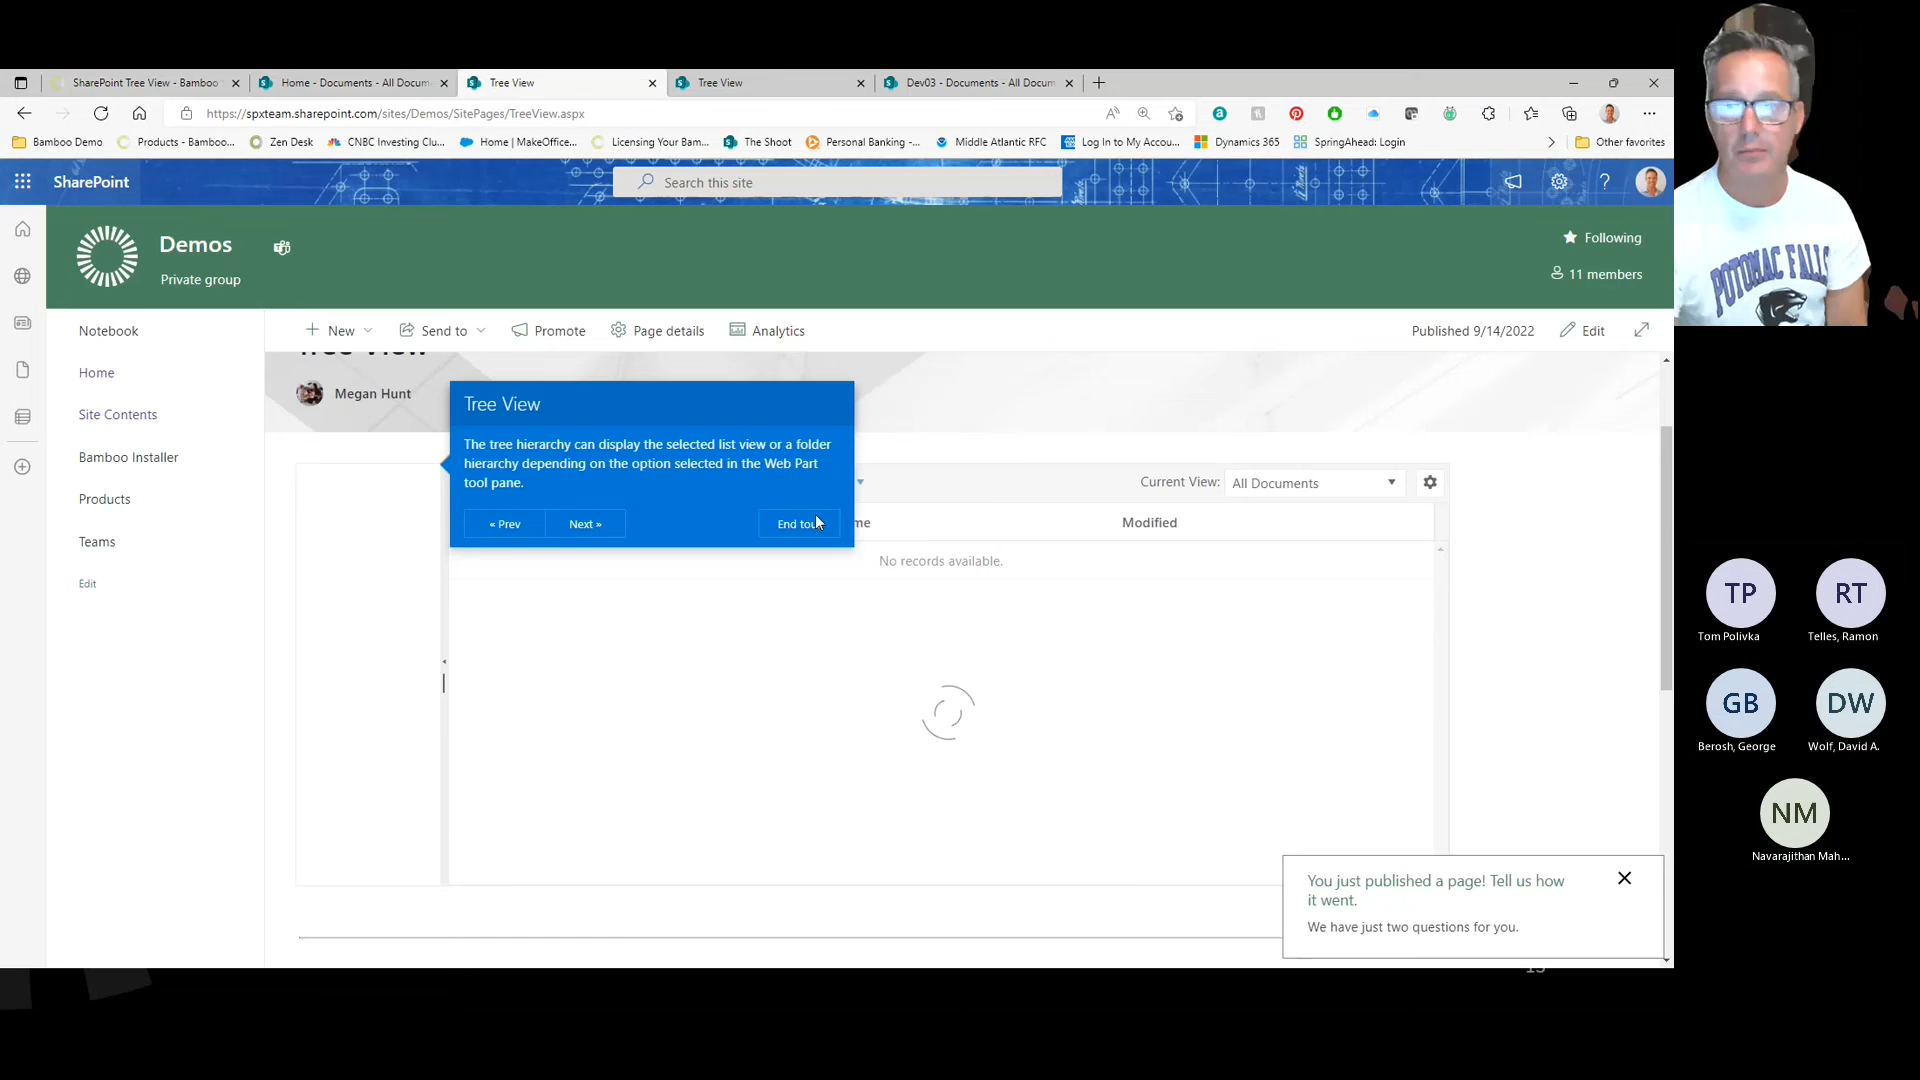 SharePoint Tree View - Bamboo
Home - Documents - All Docum
Tree View
Tree View
Dev03 - Documents - All Docum
https://spxteam.sharepoint.com/sites/Demos/SitePages/TreeView.aspx
Bamboo Demo
Products - Bamboo...
Zen Desk
CNBC Investing Clu...
Home | MakeOffice...
Licensing Your Bam...
The Shoot
Personal Banking -...
Middle Atlantic RFC
Log In to My Accou...
Dynamics 365
SpringAhead: Login
Other favorites
SharePoint
Search this site
Demos
Private group
Following
11 members
POTOMAC FALLS
Notebook
Home
Site Contents
Bamboo Installer
Products
Teams
Edit
New
Send to
Promote
Page details
Analytics
Published 9/14/2022
Edit
Tree View
Megan Hunt
Tree View
The tree hierarchy can display the selected list view or a folder
hierarchy depending on the option selected in the Web Part
tool pane.
« Prev
Next »
End tou
Current View:
All Documents
me
Modified
No records available.
You just published a page! Tell us how
it went.
We have just two questions for you.
TP
Tom Polivka
RT
Telles, Ramon
GB
Berosh, George
DW
Wolf, David A.
NM
Navarajithan Mah...